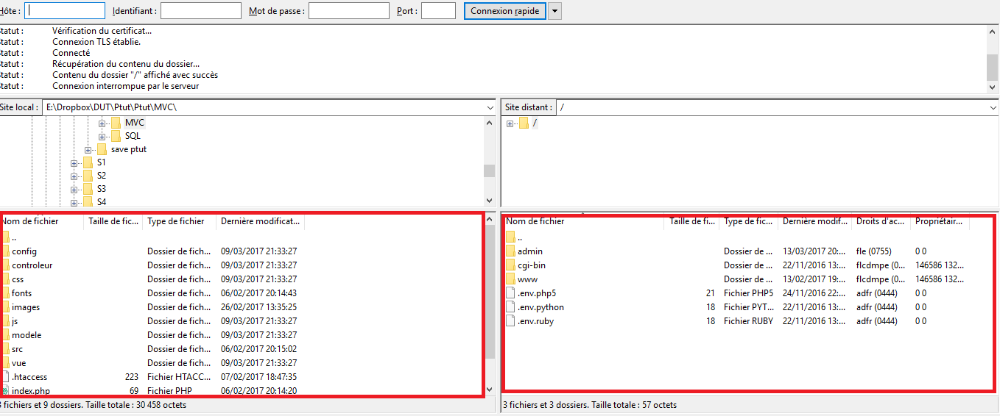 Hôte : Identifiant : Mot de passe : Port : Connexion rapide
Statut : Vérification du certificat...
Statut : Connexion TLS établie.
Statut : Connecté
Statut : Récupération du contenu du dossier...
Statut : Contenu du dossier "/" affiché avec succès
Statut : Connexion interrompue par le serveur
Site local : E:\Dropbox\DUT\Ptut\Ptut\MVC\
MVC
SQL
save ptut
S1
S2
S3
S4
Nom de fichier Taille de fic... Type de fichier Dernière modificat...
..
config Dossier de fich... 09/03/2017 21:33:27
controleur Dossier de fich... 09/03/2017 21:33:27
css Dossier de fich... 09/03/2017 21:33:27
fonts Dossier de fich... 06/02/2017 20:14:43
images Dossier de fich... 26/02/2017 13:35:25
js Dossier de fich... 09/03/2017 21:33:27
modele Dossier de fich... 09/03/2017 21:33:27
src Dossier de fich... 06/02/2017 20:15:02
vue Dossier de fich... 09/03/2017 21:33:27
.htaccess 223 Fichier HTACC... 07/02/2017 18:47:35
index.php 69 Fichier PHP 06/02/2017 20:14:20
3 fichiers et 9 dossiers. Taille totale : 30 458 octets
Site distant : /
/
Nom de fichier Taille de fi... Type de fic... Dernière modif... Droits d'ac... Propriétair...
..
admin Dossier de ... 13/03/2017 20:... fle (0755) 0 0
cgi-bin Dossier de ... 22/11/2016 13:... flcdmpe (0... 146586 132...
www Dossier de ... 13/02/2017 19:... flcdmpe (0... 146586 132...
.env.php5 21 Fichier PHP5 24/11/2016 22:... adfr (0444) 0 0
.env.python 18 Fichier PYT... 22/11/2016 13:... adfr (0444) 0 0
.env.ruby 18 Fichier RUBY 22/11/2016 13:... adfr (0444) 0 0
3 fichiers et 3 dossiers. Taille totale : 57 octets